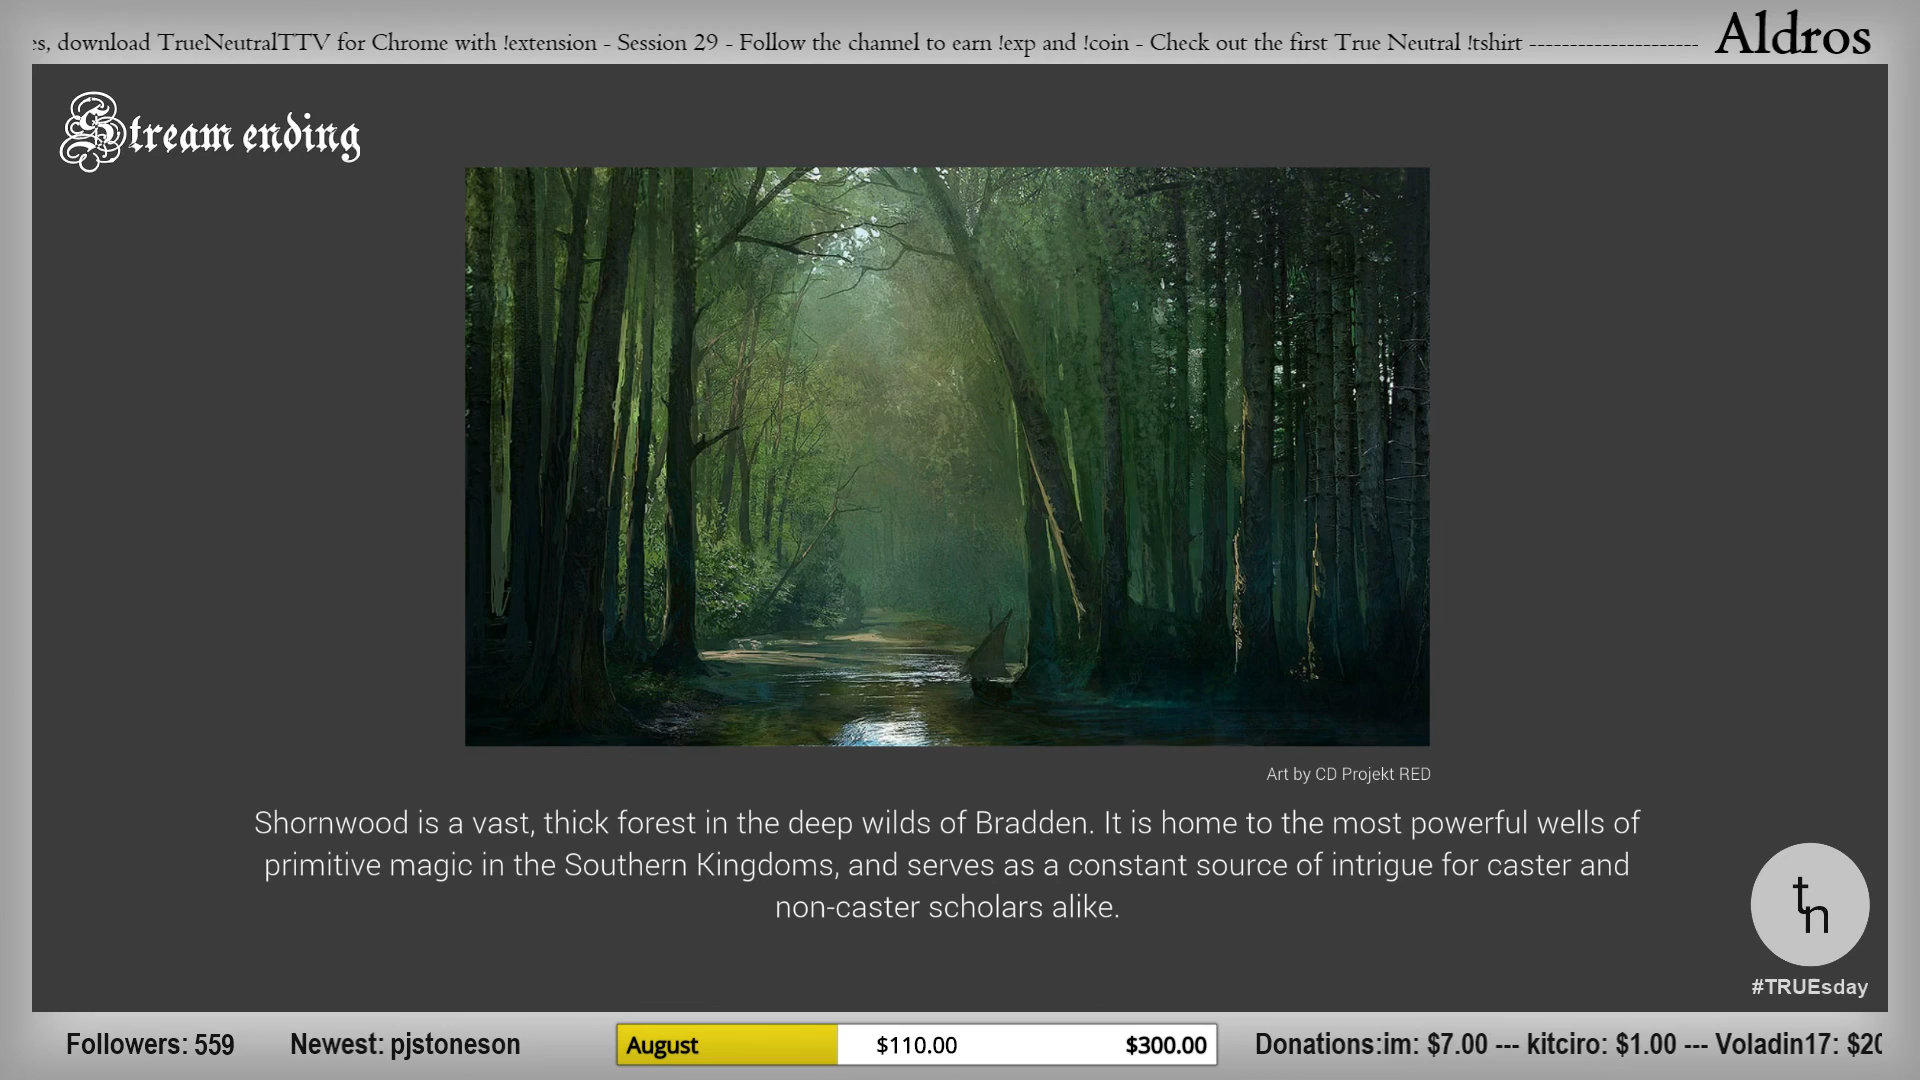 download TrueNeutralTTV for Chrome with !extension - Session 29 - Follow the channel to earn !exp and !coin - Check out the first True Neutral !tshirt ---------------------
Aldros
Stream ending
Art by CD Projekt RED
Shornwood is a vast, thick forest in the deep wilds of Bradden. It is home to the most powerful wells of
primitive magic in the Southern Kingdoms, and serves as a constant source of intrigue for caster and
non-caster scholars alike.
tn
#TRUEsday
Followers: 559
Newest: pjstoneson
August $110.00 $300.00
Donations:im: $7.00 --- kitciro: $1.00 --- Voladin17: $20